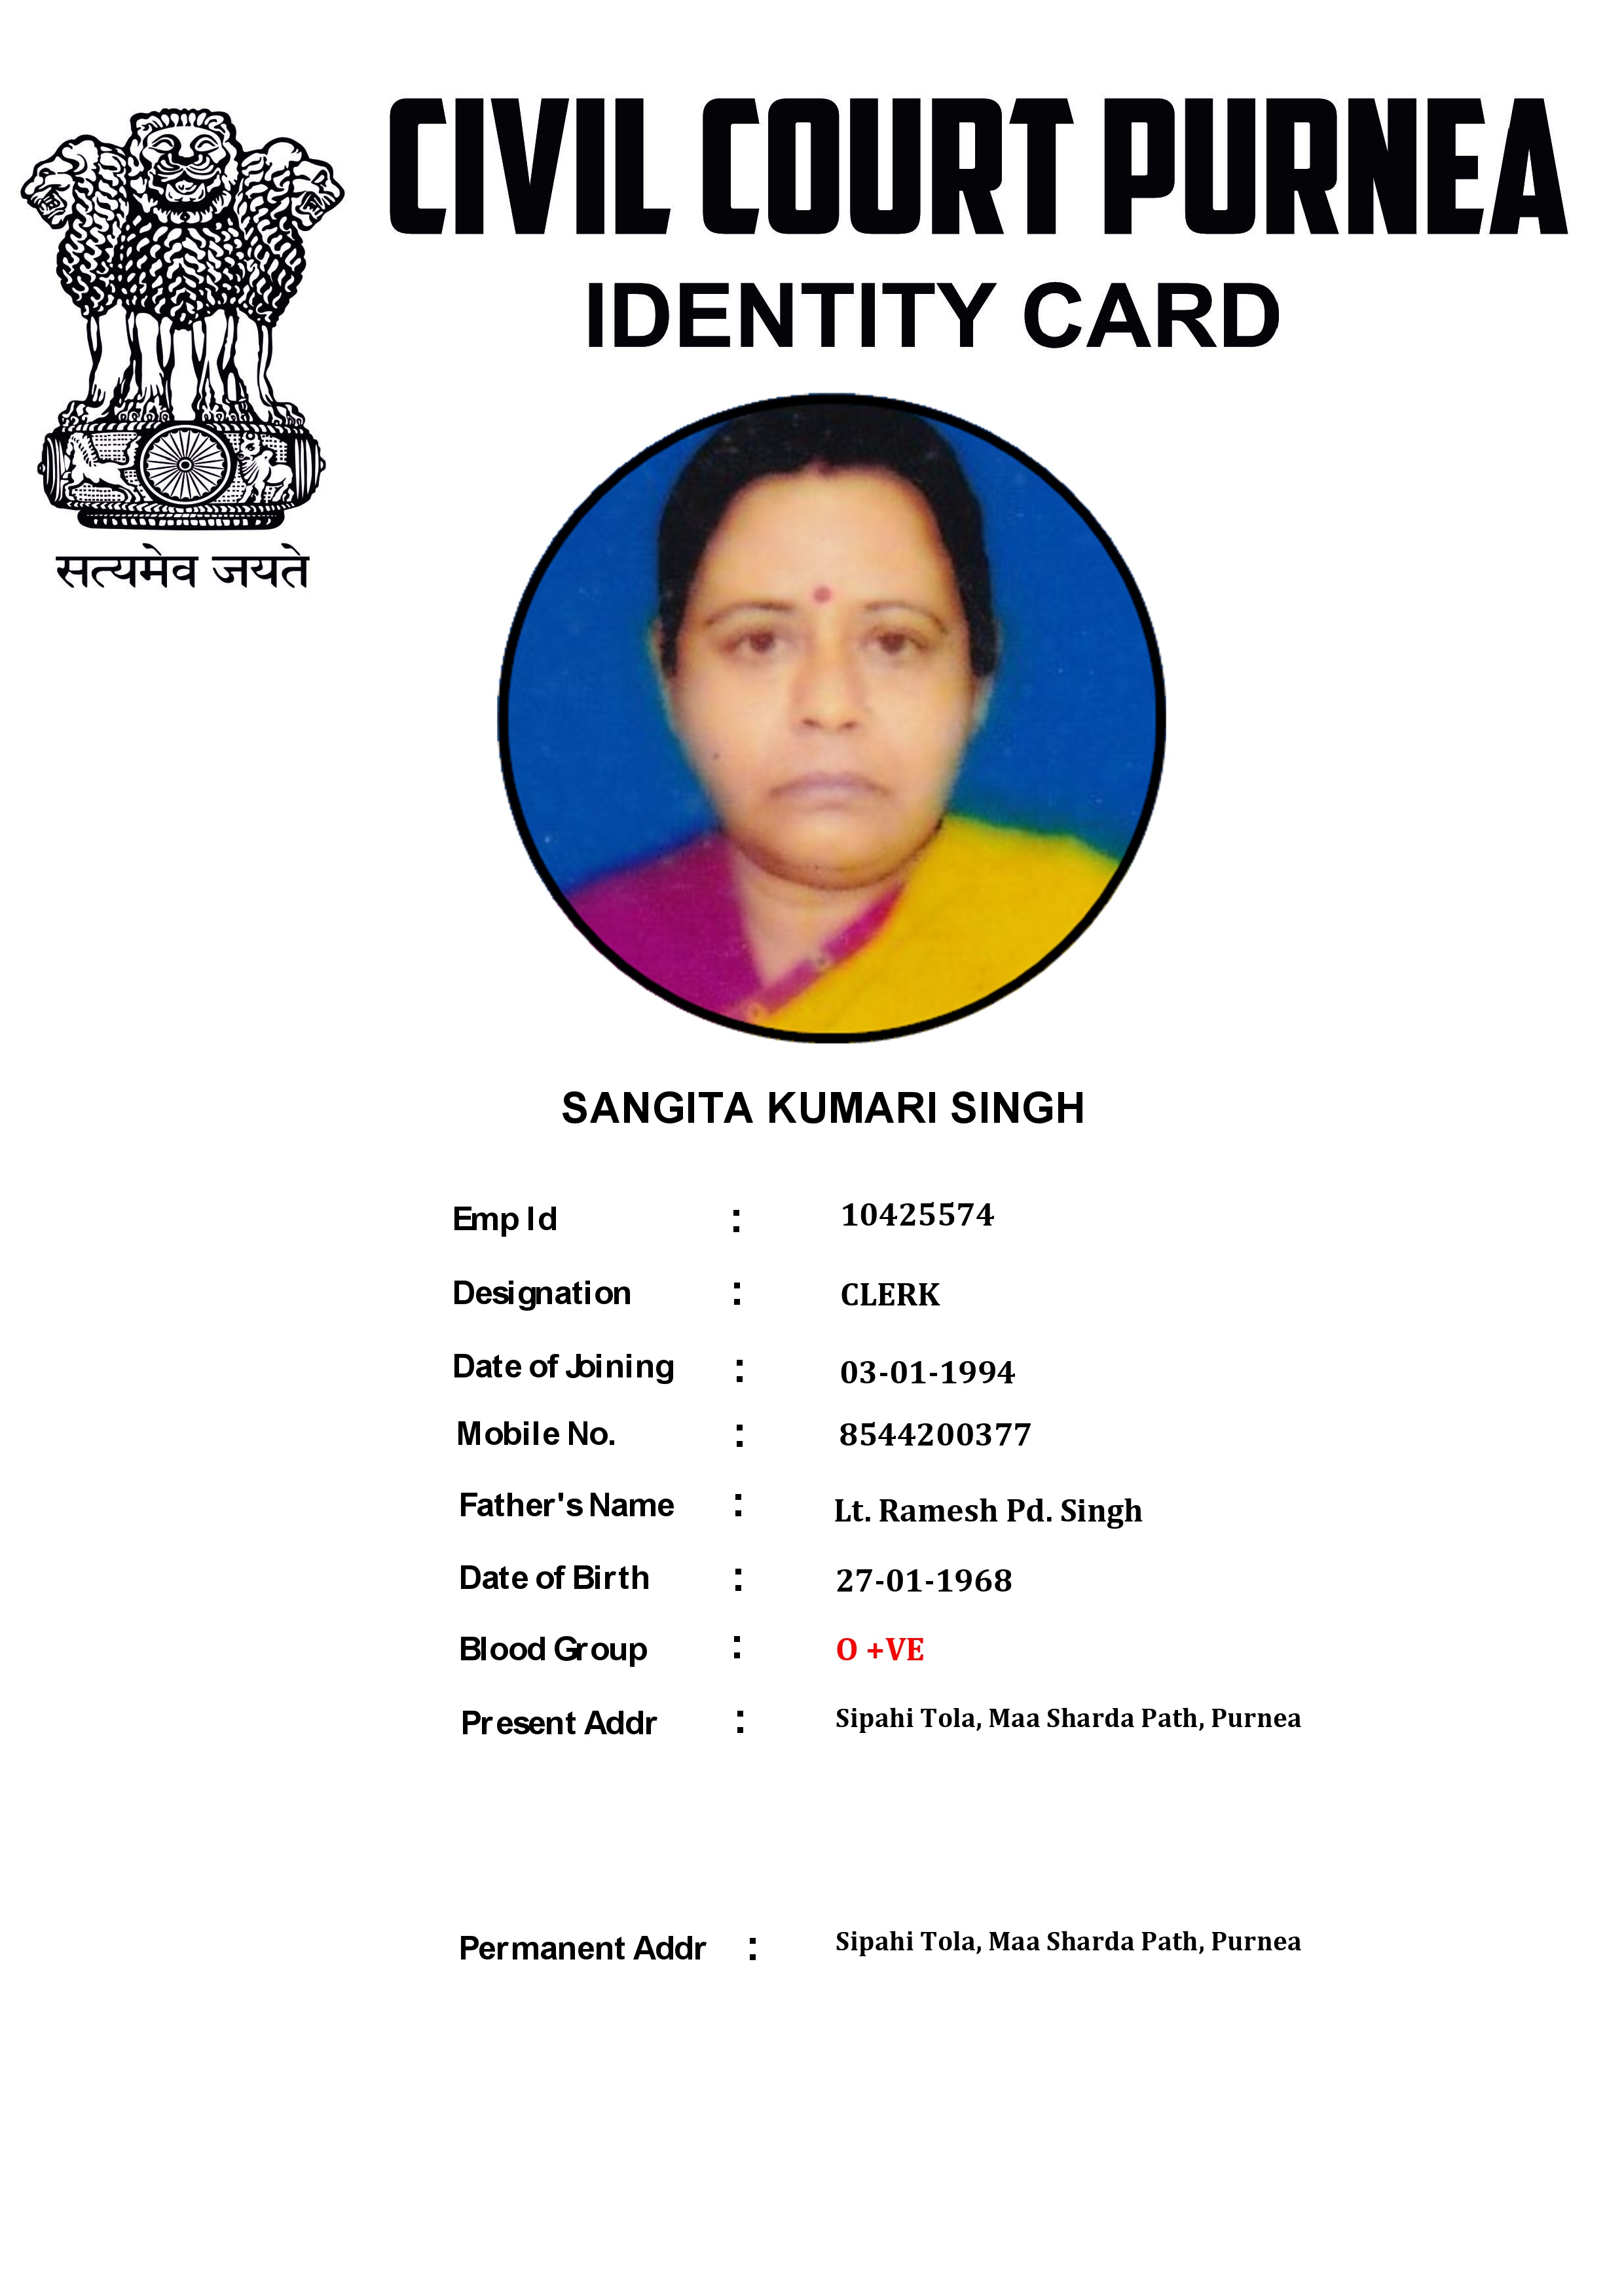 CIVIL COURT PURNEA
IDENTITY CARD
सत्यमेव जयते
SANGITA KUMARI SINGH
Emp Id : 10425574
Designation : CLERK
Date of Joining : 03-01-1994
Mobile No. : 8544200377
Father's Name : Lt. Ramesh Pd. Singh
Date of Birth : 27-01-1968
Blood Group : O +VE
Present Addr : Sipahi Tola, Maa Sharda Path, Purnea
Permanent Addr : Sipahi Tola, Maa Sharda Path, Purnea